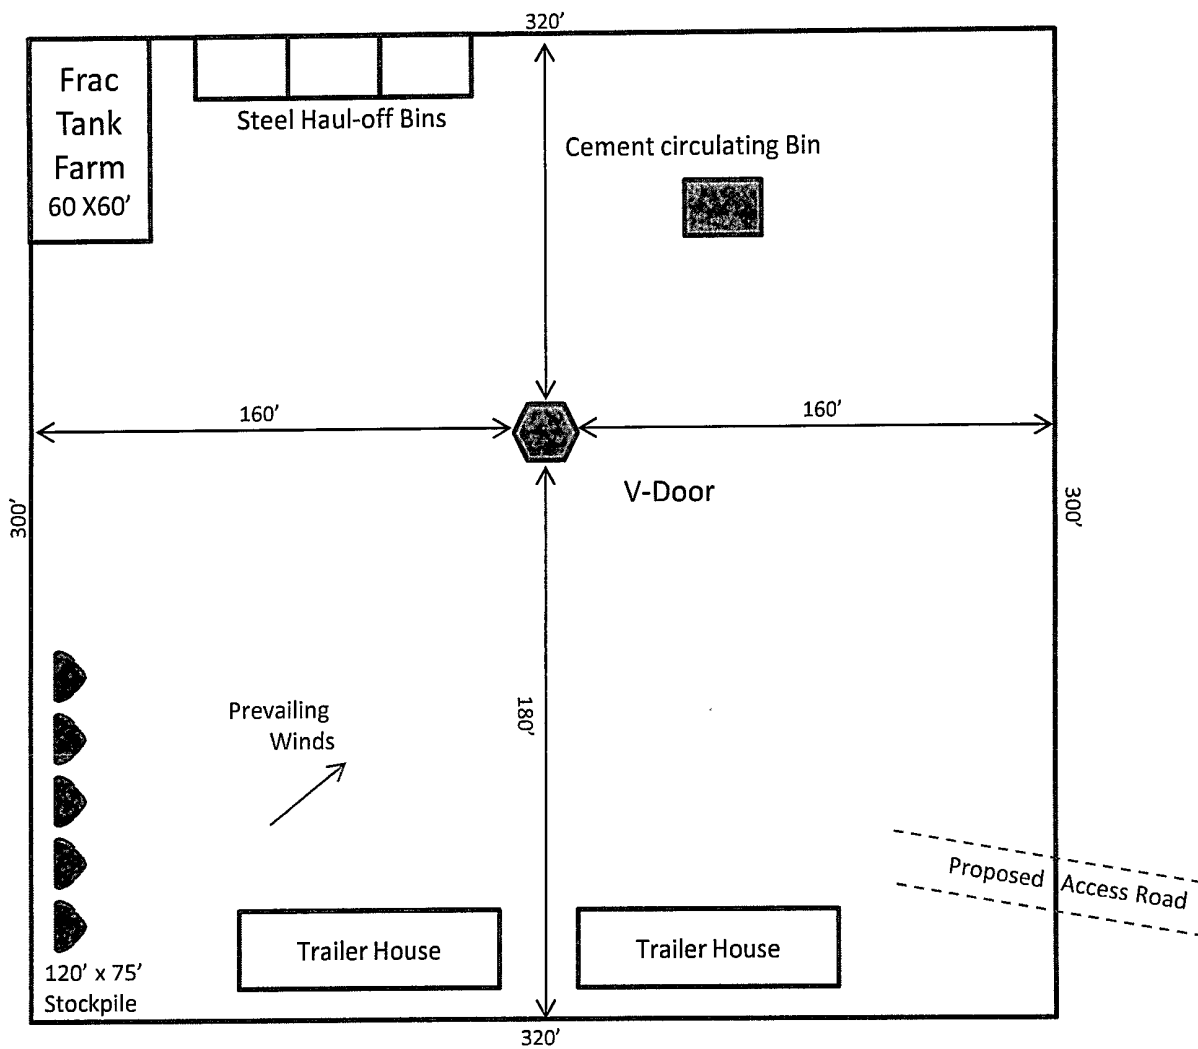 320’
Frac
Tank
Farm
60 X60’
Steel Haul-off Bins
Cement circulating Bin
160’
160’
V-Door
300’
300’
180’
Prevailing
Winds
Proposed Access Road
Trailer House
Trailer House
120’ x 75’
Stockpile
320’